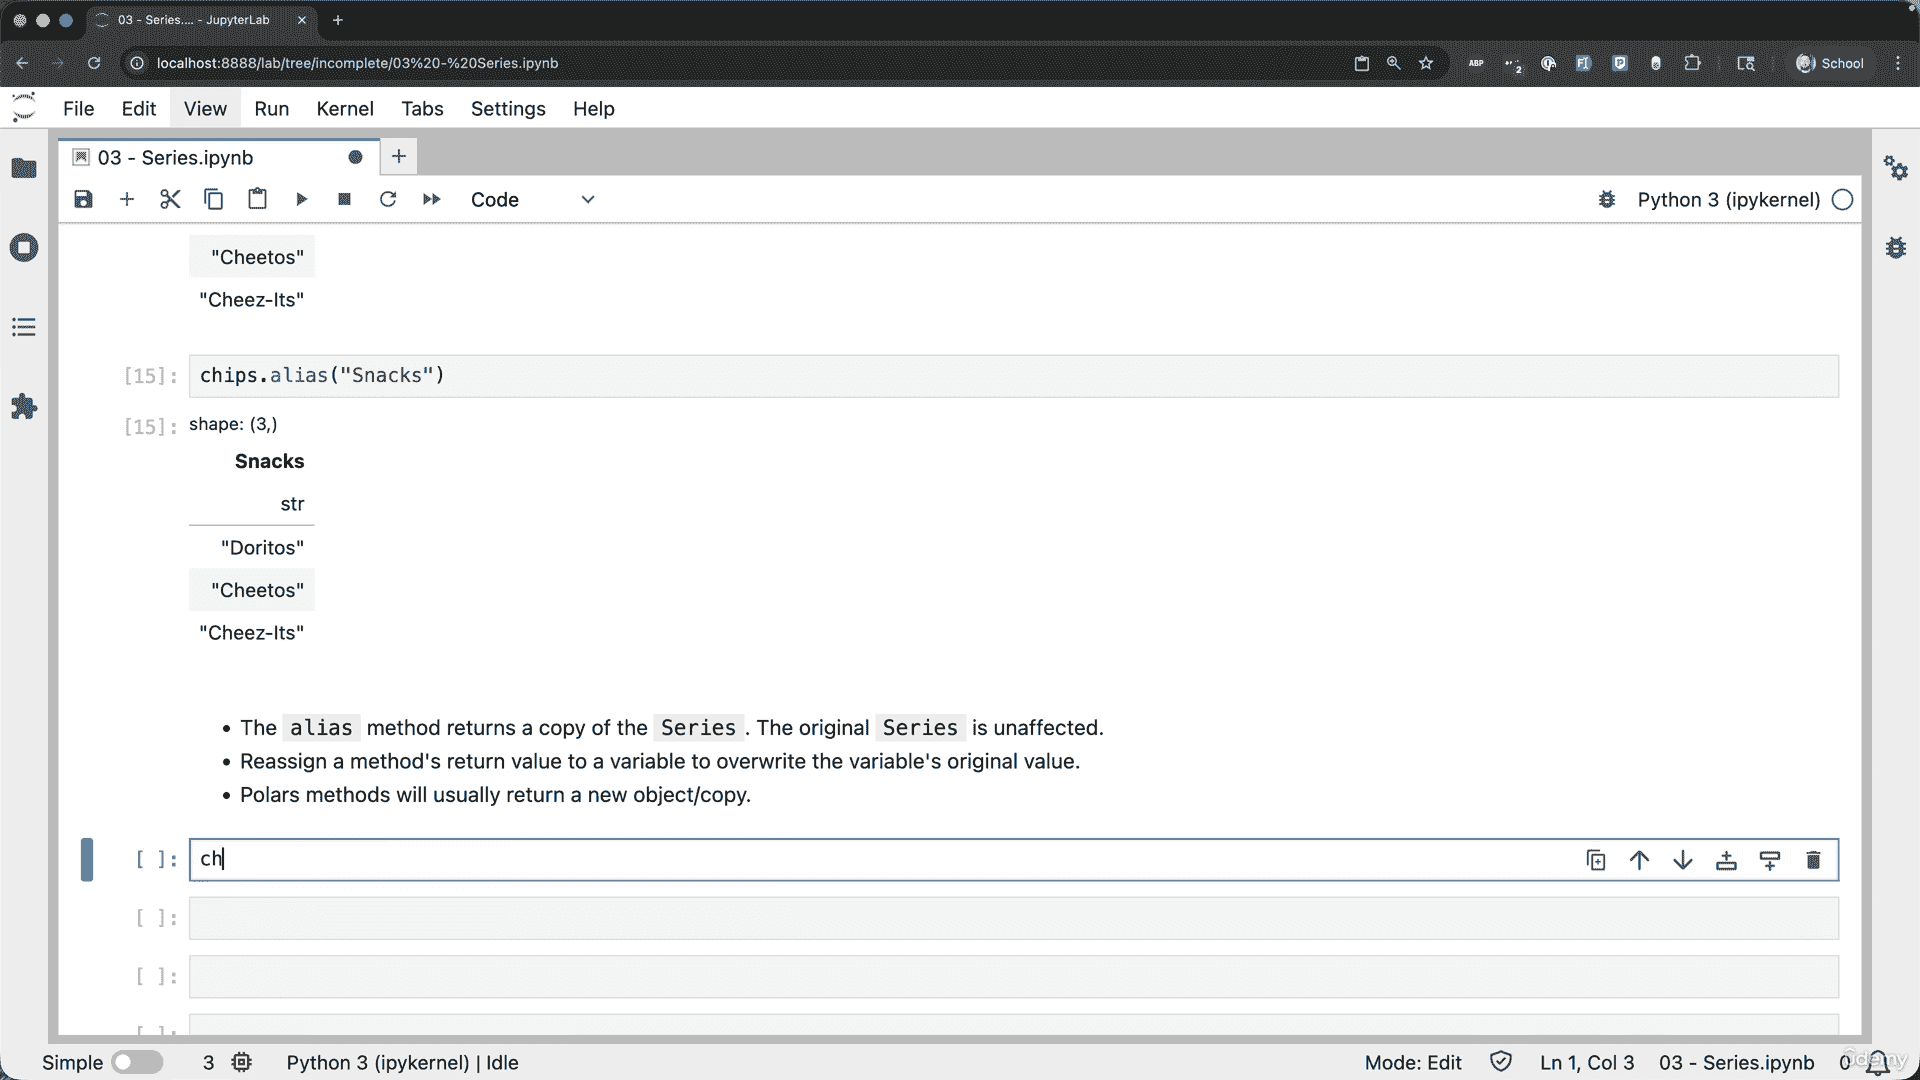 03 - Series.... - JupyterLab
localhost:8888/lab/tree/incomplete/03%20-%20Series.ipynb
ABP
2
School
File Edit View Run Kernel Tabs Settings Help
03 - Series.ipynb
Code
Python 3 (ipykernel)
"Cheetos"
"Cheez-Its"
[15]: chips.alias("Snacks")
[15]: shape: (3,)
Snacks
str
"Doritos"
"Cheetos"
"Cheez-Its"
• The alias method returns a copy of the Series. The original Series is unaffected.
• Reassign a method's return value to a variable to overwrite the variable's original value.
• Polars methods will usually return a new object/copy.
[ ]: ch
[ ]:
[ ]:
[ ]:
Simple 3 Python 3 (ipykernel) | Idle Mode: Edit Ln 1, Col 3 03 - Series.ipynb 0
udemy